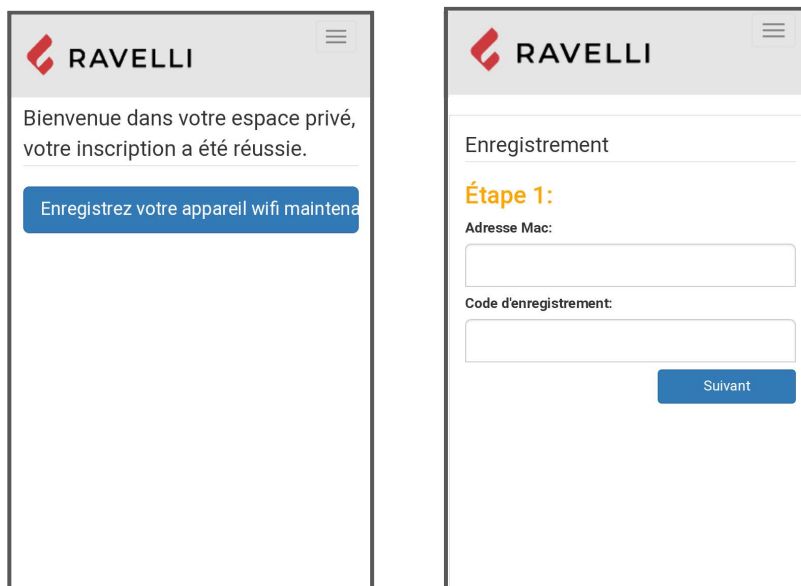 RAVELLI
Bienvenue dans votre espace privé,
votre inscription a été réussie.
Enregistrez votre appareil wifi
RAVELLI
Enregistrement
Étape 1:
Adresse Mac:
Code d'enregistrement:
Suivant